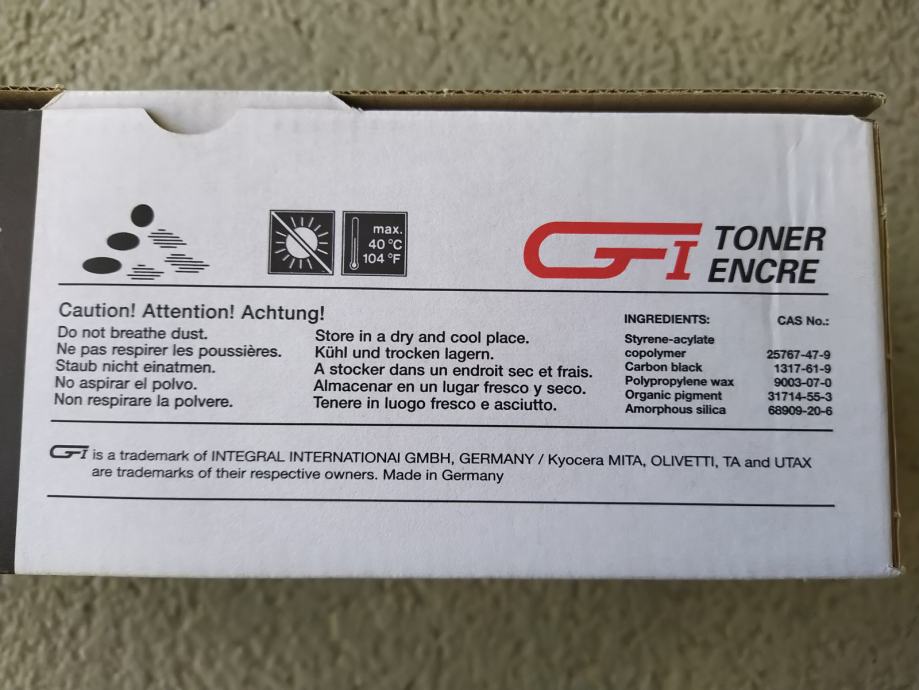 max.
40 °C
104 °F
GFI TONER
ENCRE
Caution! Attention! Achtung!
Do not breathe dust.
Ne pas respirer les poussières.
Staub nicht einatmen.
No aspirar el polvo.
Non respirare la polvere.
Store in a dry and cool place.
Kühl und trocken lagern.
A stocker dans un endroit sec et frais.
Almacenar en un lugar fresco y seco.
Tenere in luogo fresco e asciutto.
INGREDIENTS: CAS No.:
Styrene-acylate
copolymer 25767-47-9
Carbon black 1317-61-9
Polypropylene wax 9003-07-0
Organic pigment 31714-55-3
Amorphous silica 68909-20-6
GFI is a trademark of INTEGRAL INTERNATIONAl GMBH, GERMANY / Kyocera MITA, OLIVETTI, TA and UTAX
are trademarks of their respective owners. Made in Germany